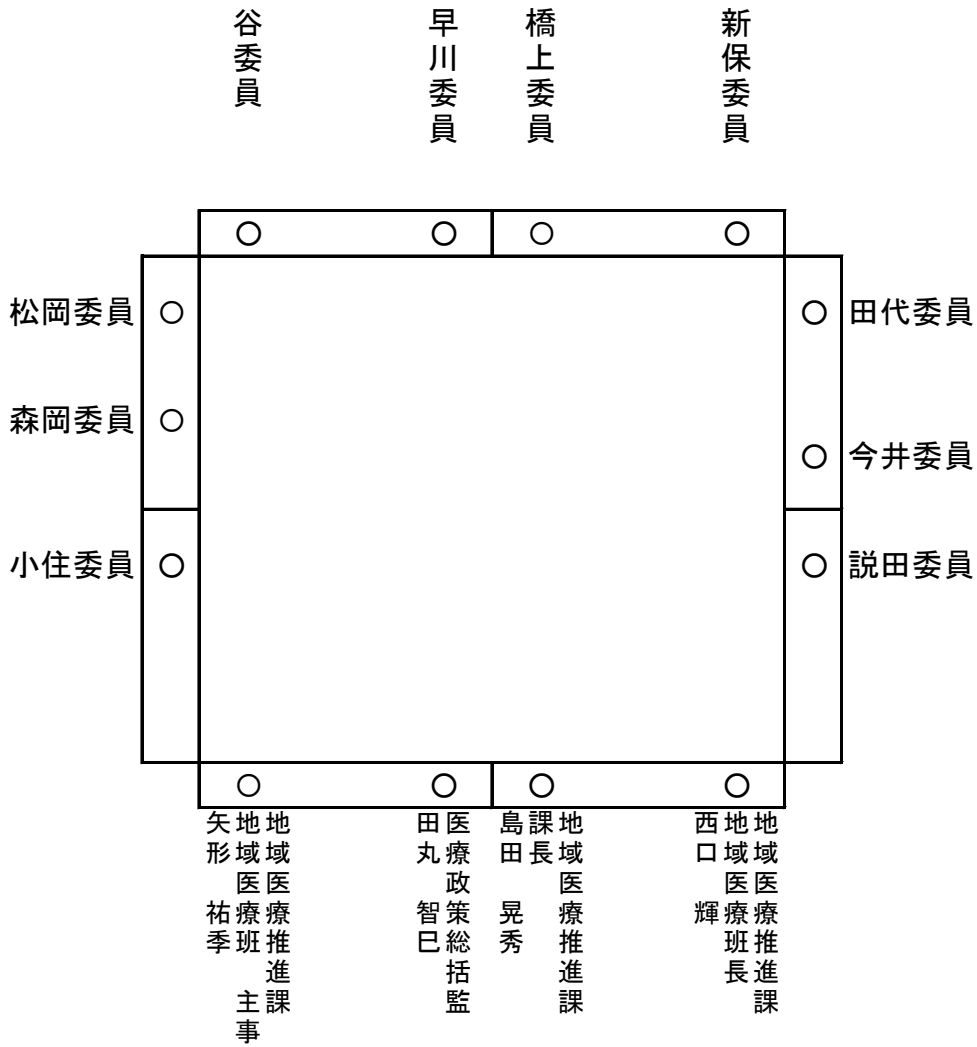 谷委員
早川委員
橋上委員
新保委員
松岡委員
田代委員
森岡委員
今井委員
小住委員
説田委員
地域医療推進課
地域医療班 主事
矢形 祐季
医療政策総括監
田丸 智巳
地域医療推進課
課長
島田 晃秀
地域医療推進課
地域医療班長
西口 輝